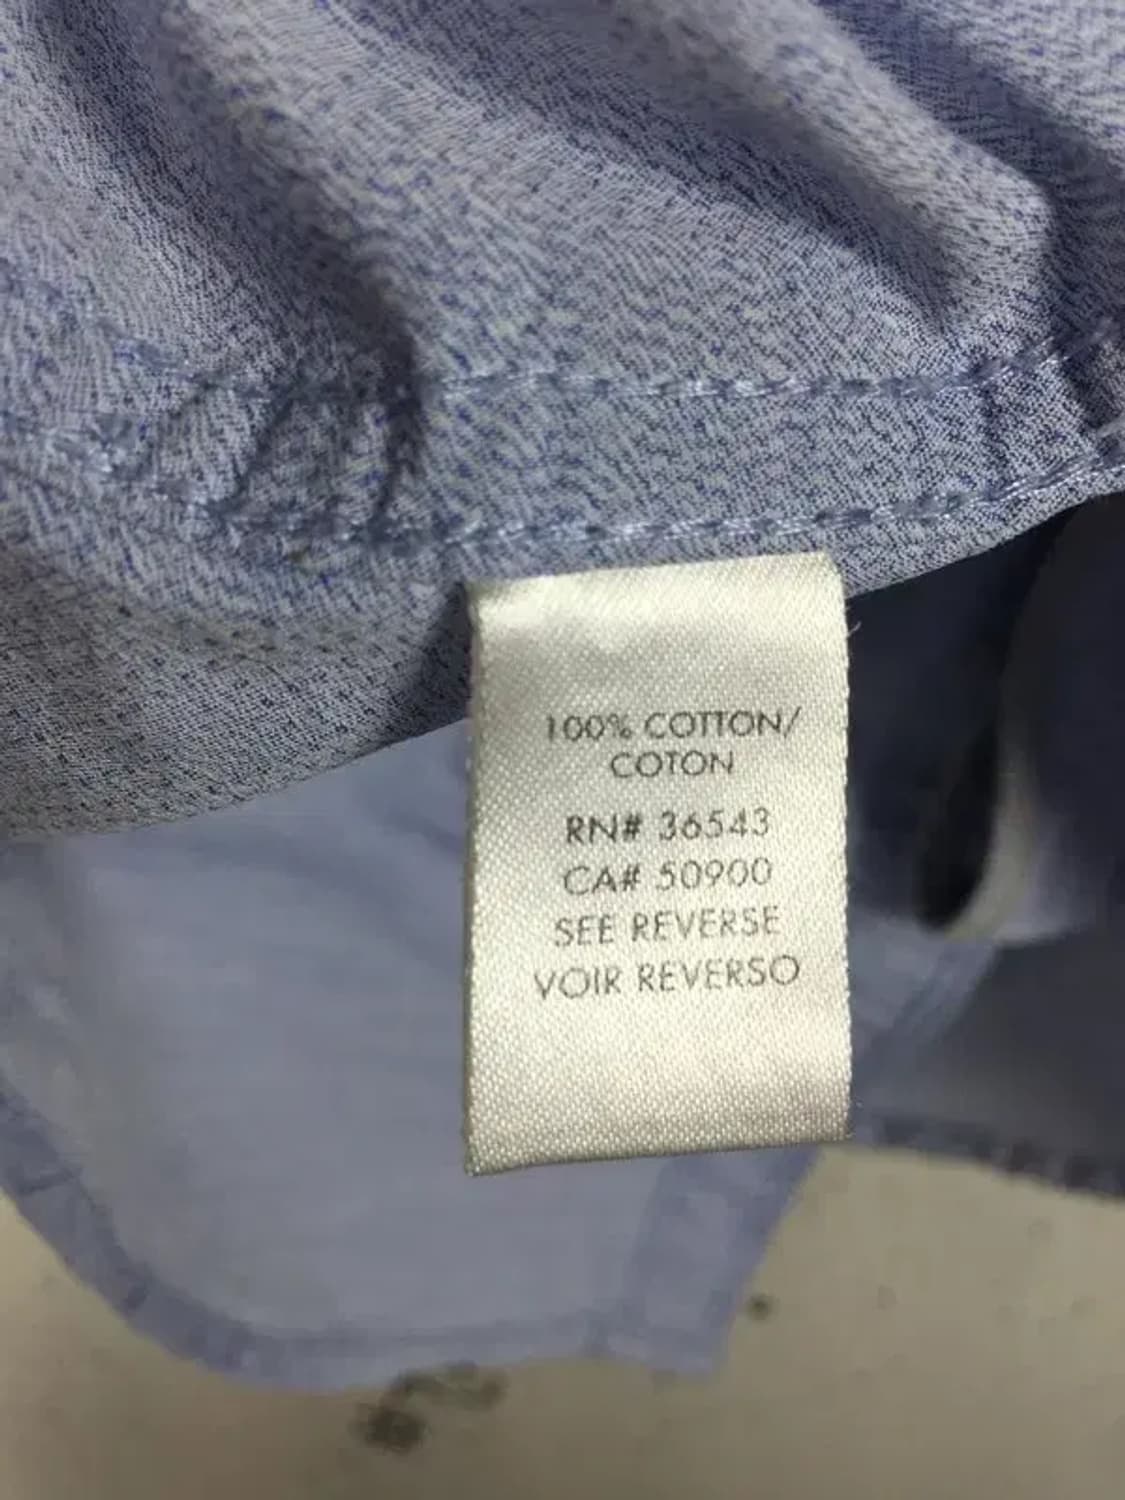 100% COTTON/
COTON
RN# 36543
CA# 50900
SEE REVERSE
VOIR REVERSO